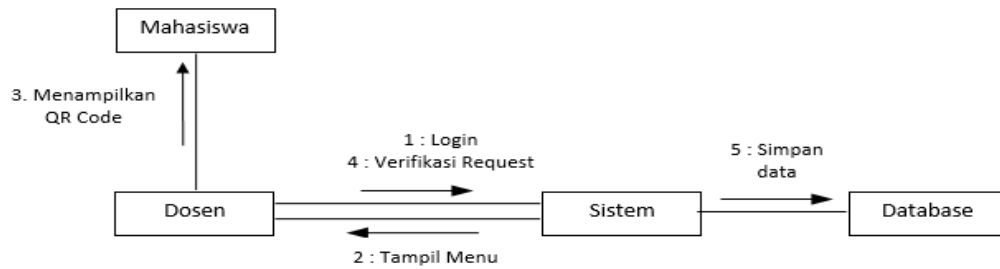 Mahasiswa
3. Menampilkan
QR Code
1 : Login
4 : Verifikasi Request
5 : Simpan
data
Dosen
Sistem
Database
2 : Tampil Menu